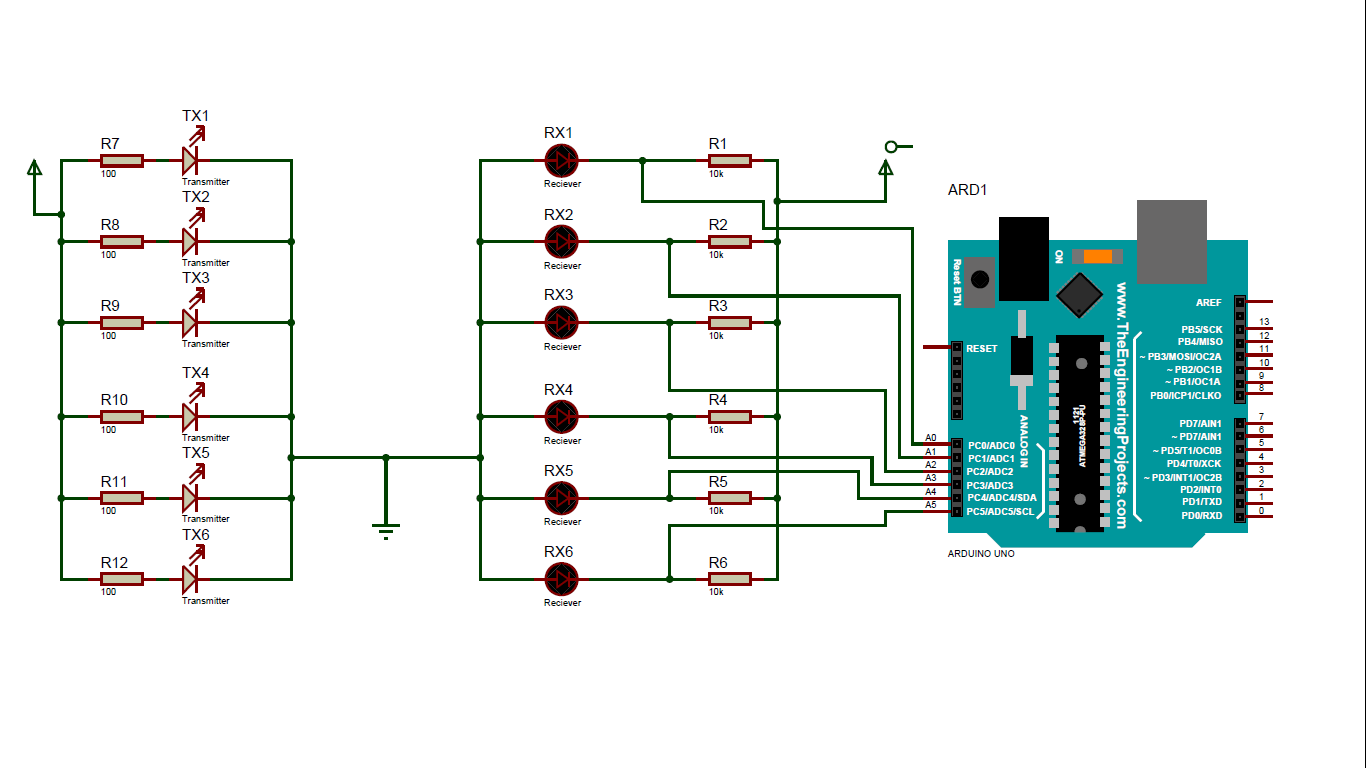 TX1
R7
100
Transmitter
TX2
R8
100
Transmitter
TX3
R9
100
Transmitter
TX4
R10
100
Transmitter
TX5
R11
100
Transmitter
TX6
R12
100
Transmitter
RX1
Reciever
RX2
Reciever
RX3
Reciever
RX4
Reciever
RX5
Reciever
RX6
Reciever
R1
10k
R2
10k
R3
10k
R4
10k
R5
10k
R6
10k
ARD1
Reset BTN
ON
www.TheEngineeringProjects.com
RESET
ANALOG IN
1121
ATMEGA328P-PU
A0 PC0/ADC0
A1 PC1/ADC1
A2 PC2/ADC2
A3 PC3/ADC3
A4 PC4/ADC4/SDA
A5 PC5/ADC5/SCL
AREF
PB5/SCK 13
PB4/MISO 12
~ PB3/MOSI/OC2A 11
~ PB2/OC1B 10
~ PB1/OC1A 9
PB0/ICP1/CLKO 8
PD7/AIN1 7
~ PD7/AIN1 6
~ PD5/T1/OC0B 5
PD4/T0/XCK 4
~ PD3/INT1/OC2B 3
PD2/INT0 2
PD1/TXD 1
PD0/RXD 0
ARDUINO UNO